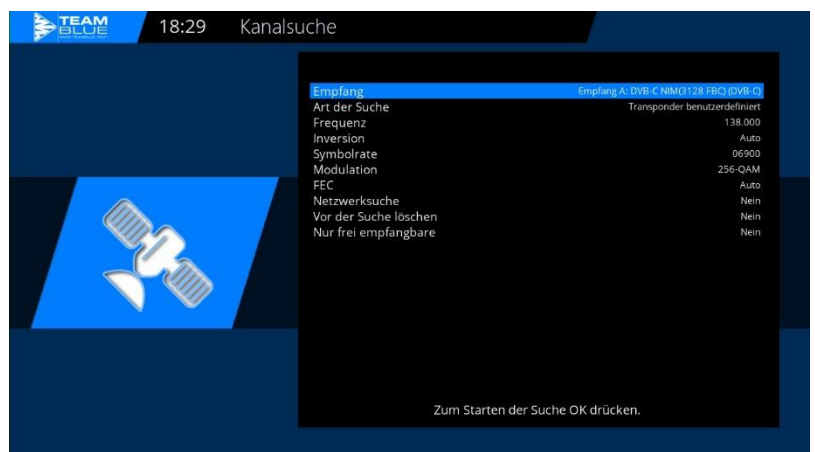 TEAM
BLUE
18:29
Kanalsuche
Empfang Empfang A: DVB-C NIM(3128 FBC) (DVB-C)
Art der Suche Transponder benutzerdefiniert
Frequenz 138.000
Inversion Auto
Symbolrate 06900
Modulation 256-QAM
FEC Auto
Netzwerksuche Nein
Vor der Suche löschen Nein
Nur frei empfangbare Nein
Zum Starten der Suche OK drücken.